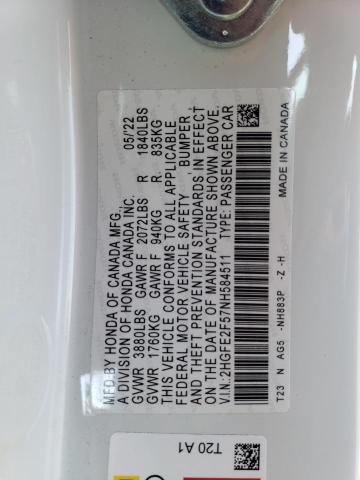 MFD BY HONDA OF CANADA MFG. 05/22
A DIVISION OF HONDA CANADA INC.
GVWR 3880LBS GAWR F 2072LBS R 1840LBS
GVWR 1760KG GAWR F 940KG R 835KG
THIS VEHICLE CONFORMS TO ALL APPLICABLE
FEDERAL MOTOR VEHICLE SAFETY, BUMPER,
AND THEFT PREVENTION STANDARDS IN EFFECT
ON THE DATE OF MANUFACTURE SHOWN ABOVE.
V.I.N. 2HGFE2F57NH584511 TYPE: PASSENGER CAR
T23 N AG5 -NH883P -Z -H MADE IN CANADA
T20 A1